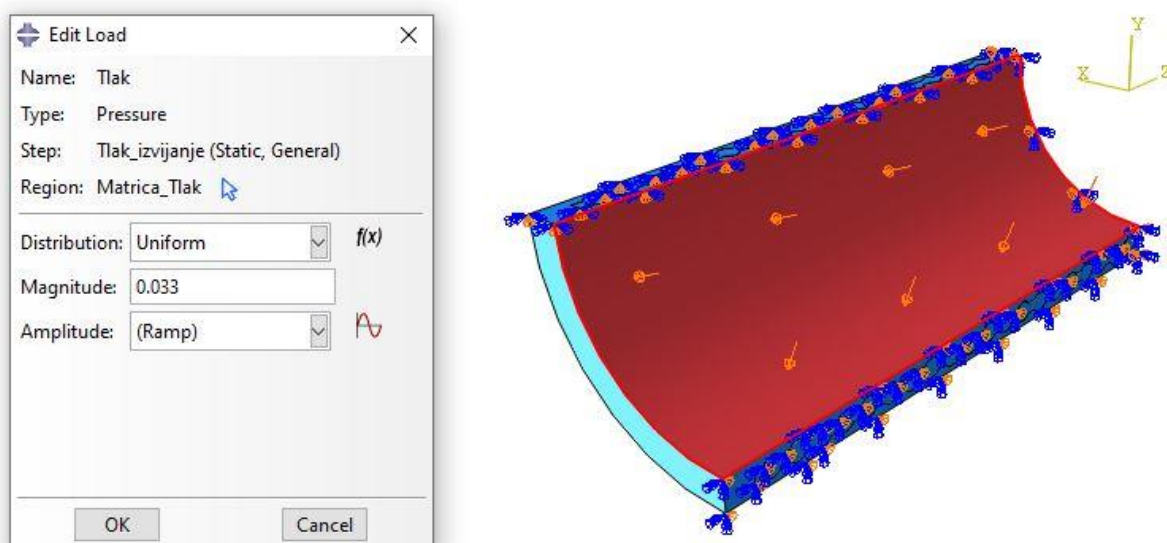 Edit Load
Name: Tlak
Type: Pressure
Step: Tlak_izvijanje (Static, General)
Region: Matrica_Tlak
Distribution: Uniform f(x)
Magnitude: 0.033
Amplitude: (Ramp)
OK Cancel
Y
X Z